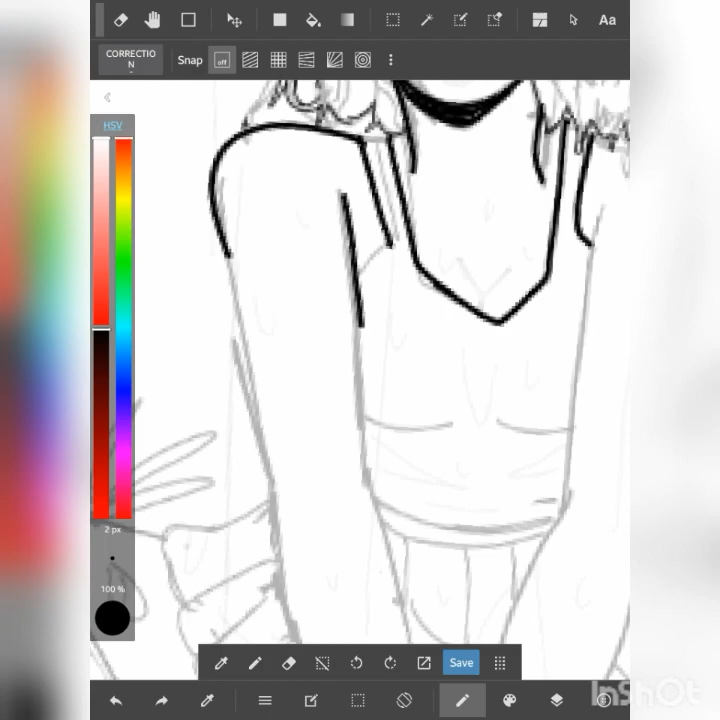 Aa
CORRECTIO
N
Snap
off
HSV
2 px
100 %
Save
InShOt